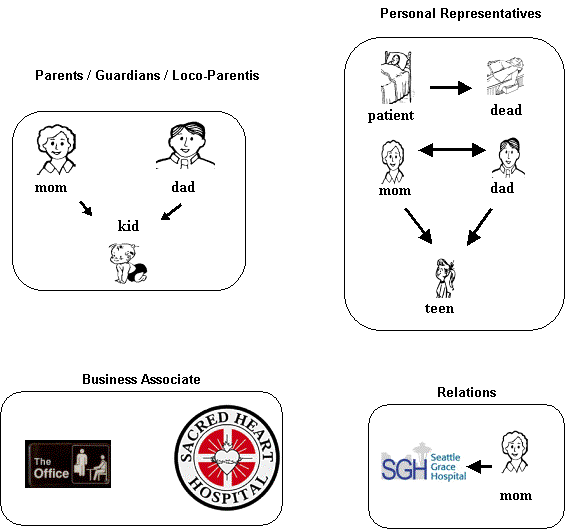 Personal Representatives
Parents / Guardians / Loco-Parentis
patient
dead
mom
dad
mom
dad
kid
teen
Business Associate
Relations
The
Office
SACRED HEART
HOSPITAL
SGH
Seattle
Grace
Hospital
mom